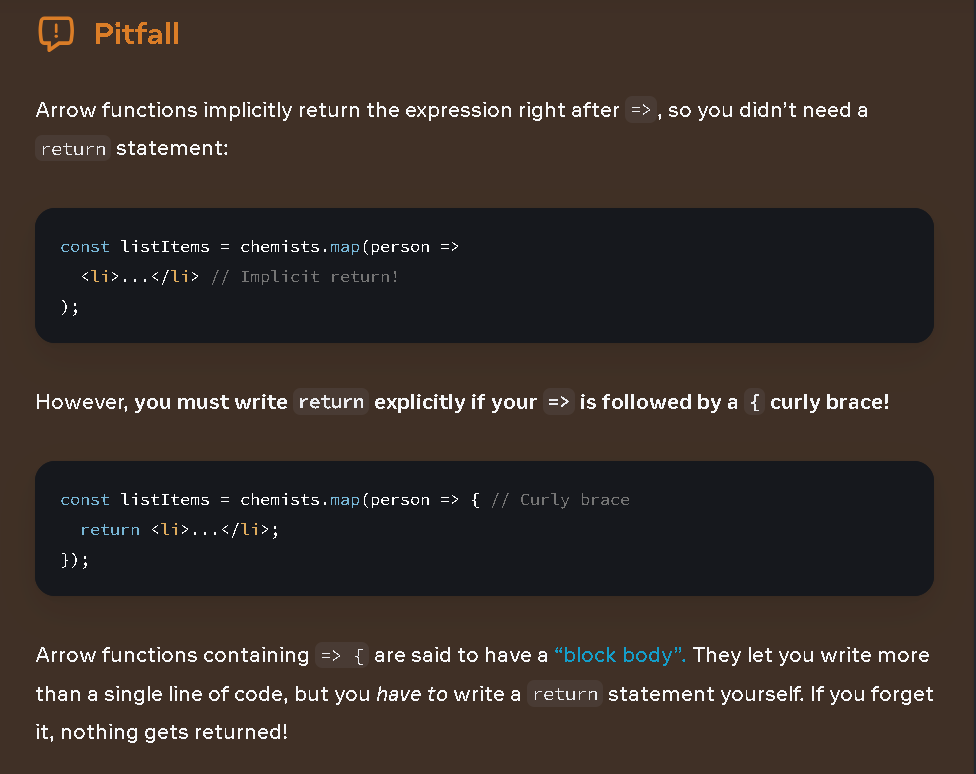 Pitfall
Arrow functions implicitly return the expression right after =>, so you didn’t need a
return statement:
const listItems = chemists.map(person =>
  <li>...</li> // Implicit return!
);
However, you must write return explicitly if your => is followed by a { curly brace!
const listItems = chemists.map(person => { // Curly brace
  return <li>...</li>;
});
Arrow functions containing => { are said to have a “block body”. They let you write more
than a single line of code, but you have to write a return statement yourself. If you forget
it, nothing gets returned!